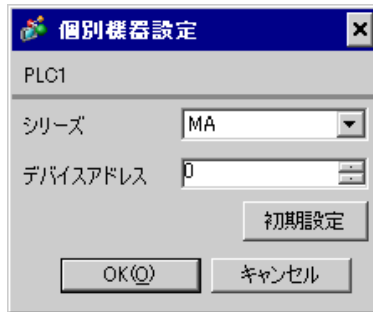 個別機器設定
PLC1
シリーズ MA
デバイスアドレス 0
初期設定
OK(O) キャンセル